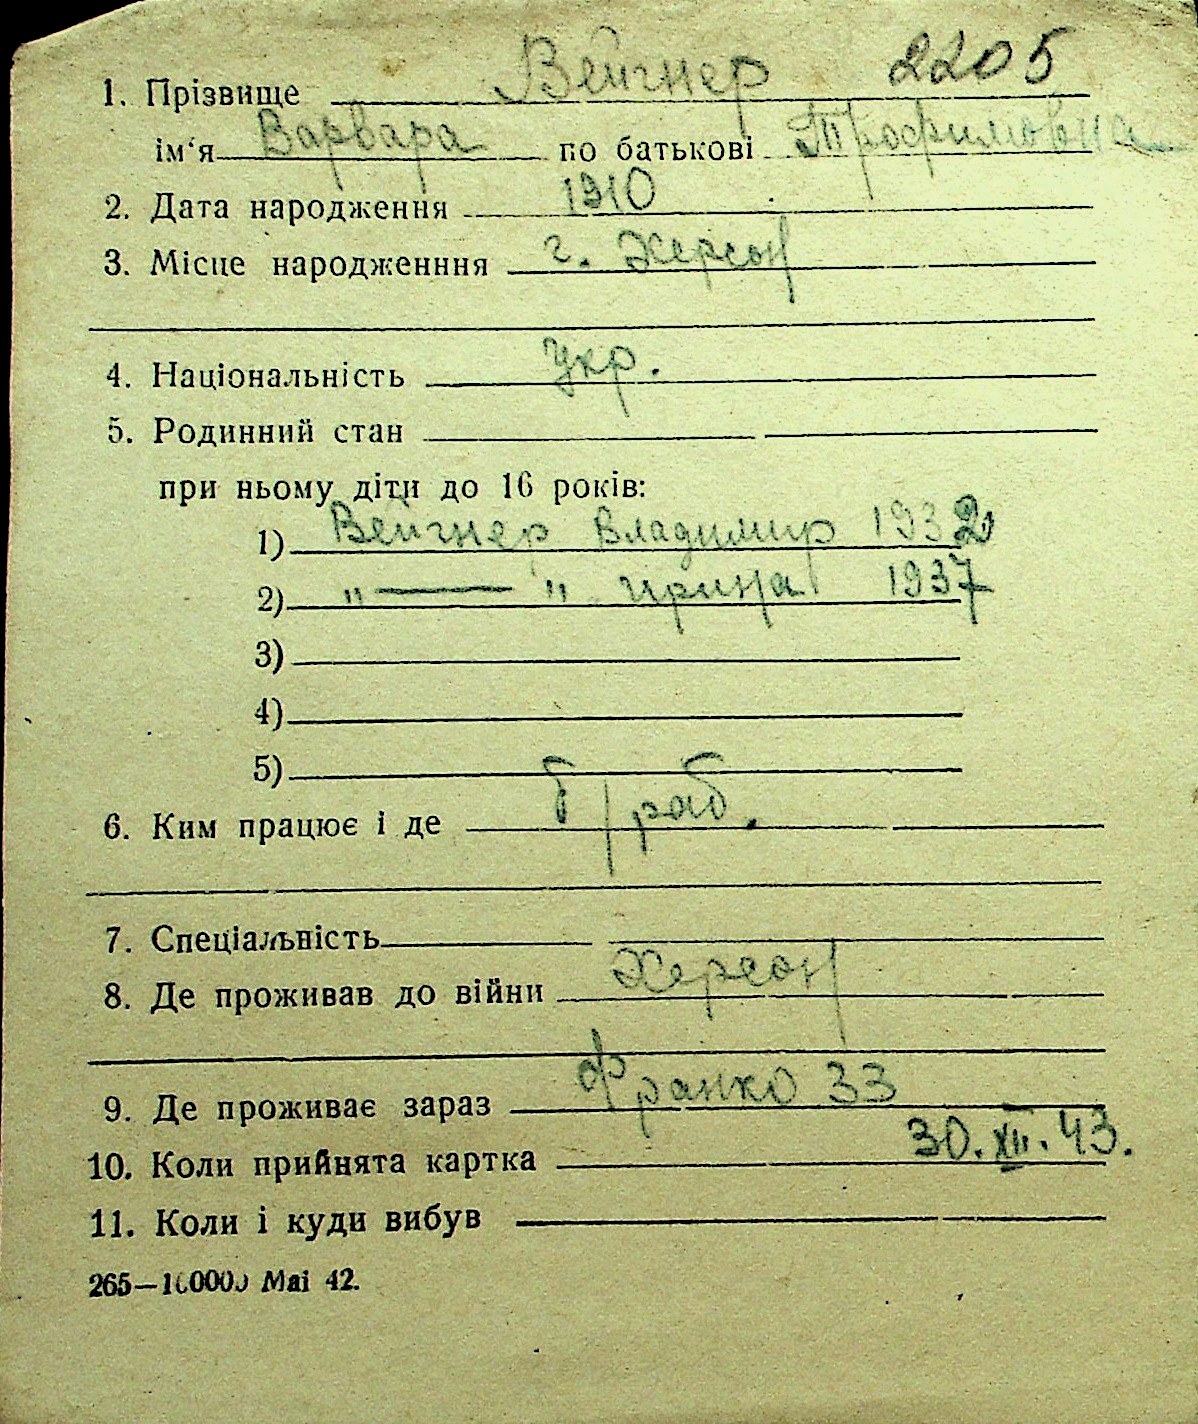 1. Прізвище Вейгнер 2205
ім‘я Варвара по батькові Трофимовна
2. Дата народження 1910
3. Місце народженння г. Херсон
4. Національність Укр.
5. Родинний стан
при ньому діти до 16 років:
1) Вейгнер Владимир 1932
2) "—" Ирина 1937
3)
4)
5)
6. Ким працює і де б/раб.
7. Спеціальність
8. Де проживав до війни Херсон
9. Де проживає зараз Франко 33
10. Коли прийнята картка 30.XII.43.
11. Коли і куди вибув
265—10000 Mai 42.